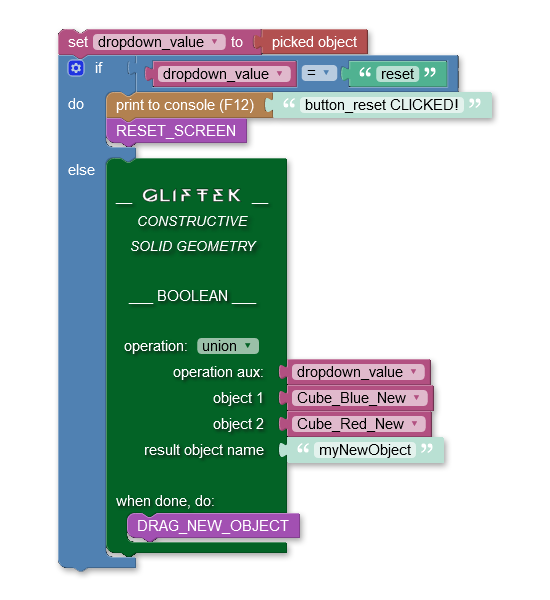 set dropdown_value to picked object
if dropdown_value = “ reset ”
do print to console (F12) “ button_reset CLICKED! ”
RESET_SCREEN
else
__ GLIFTEK __
CONSTRUCTIVE
SOLID GEOMETRY
___ BOOLEAN ___
operation: union
operation aux: dropdown_value
object 1 Cube_Blue_New
object 2 Cube_Red_New
result object name “ myNewObject ”
when done, do:
DRAG_NEW_OBJECT